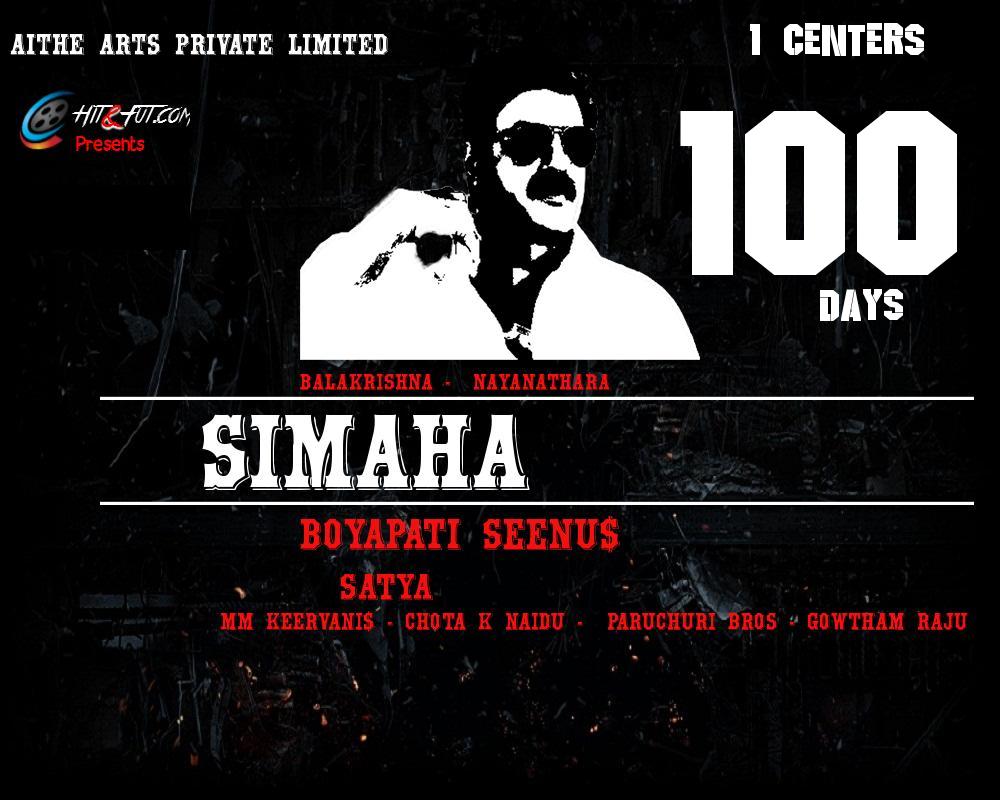 AITHE ARTS PRIVATE LIMITED
1 CENTERS
HIT&FUT.COM
Presents
100
DAYS
BALAKRISHNA - NAYANATHARA
SIMAHA
BOYAPATI SEENU$
SATYA
MM KEERVANI$ - CHOTA K NAIDU - PARUCHURI BROS - GOWTHAM RAJU